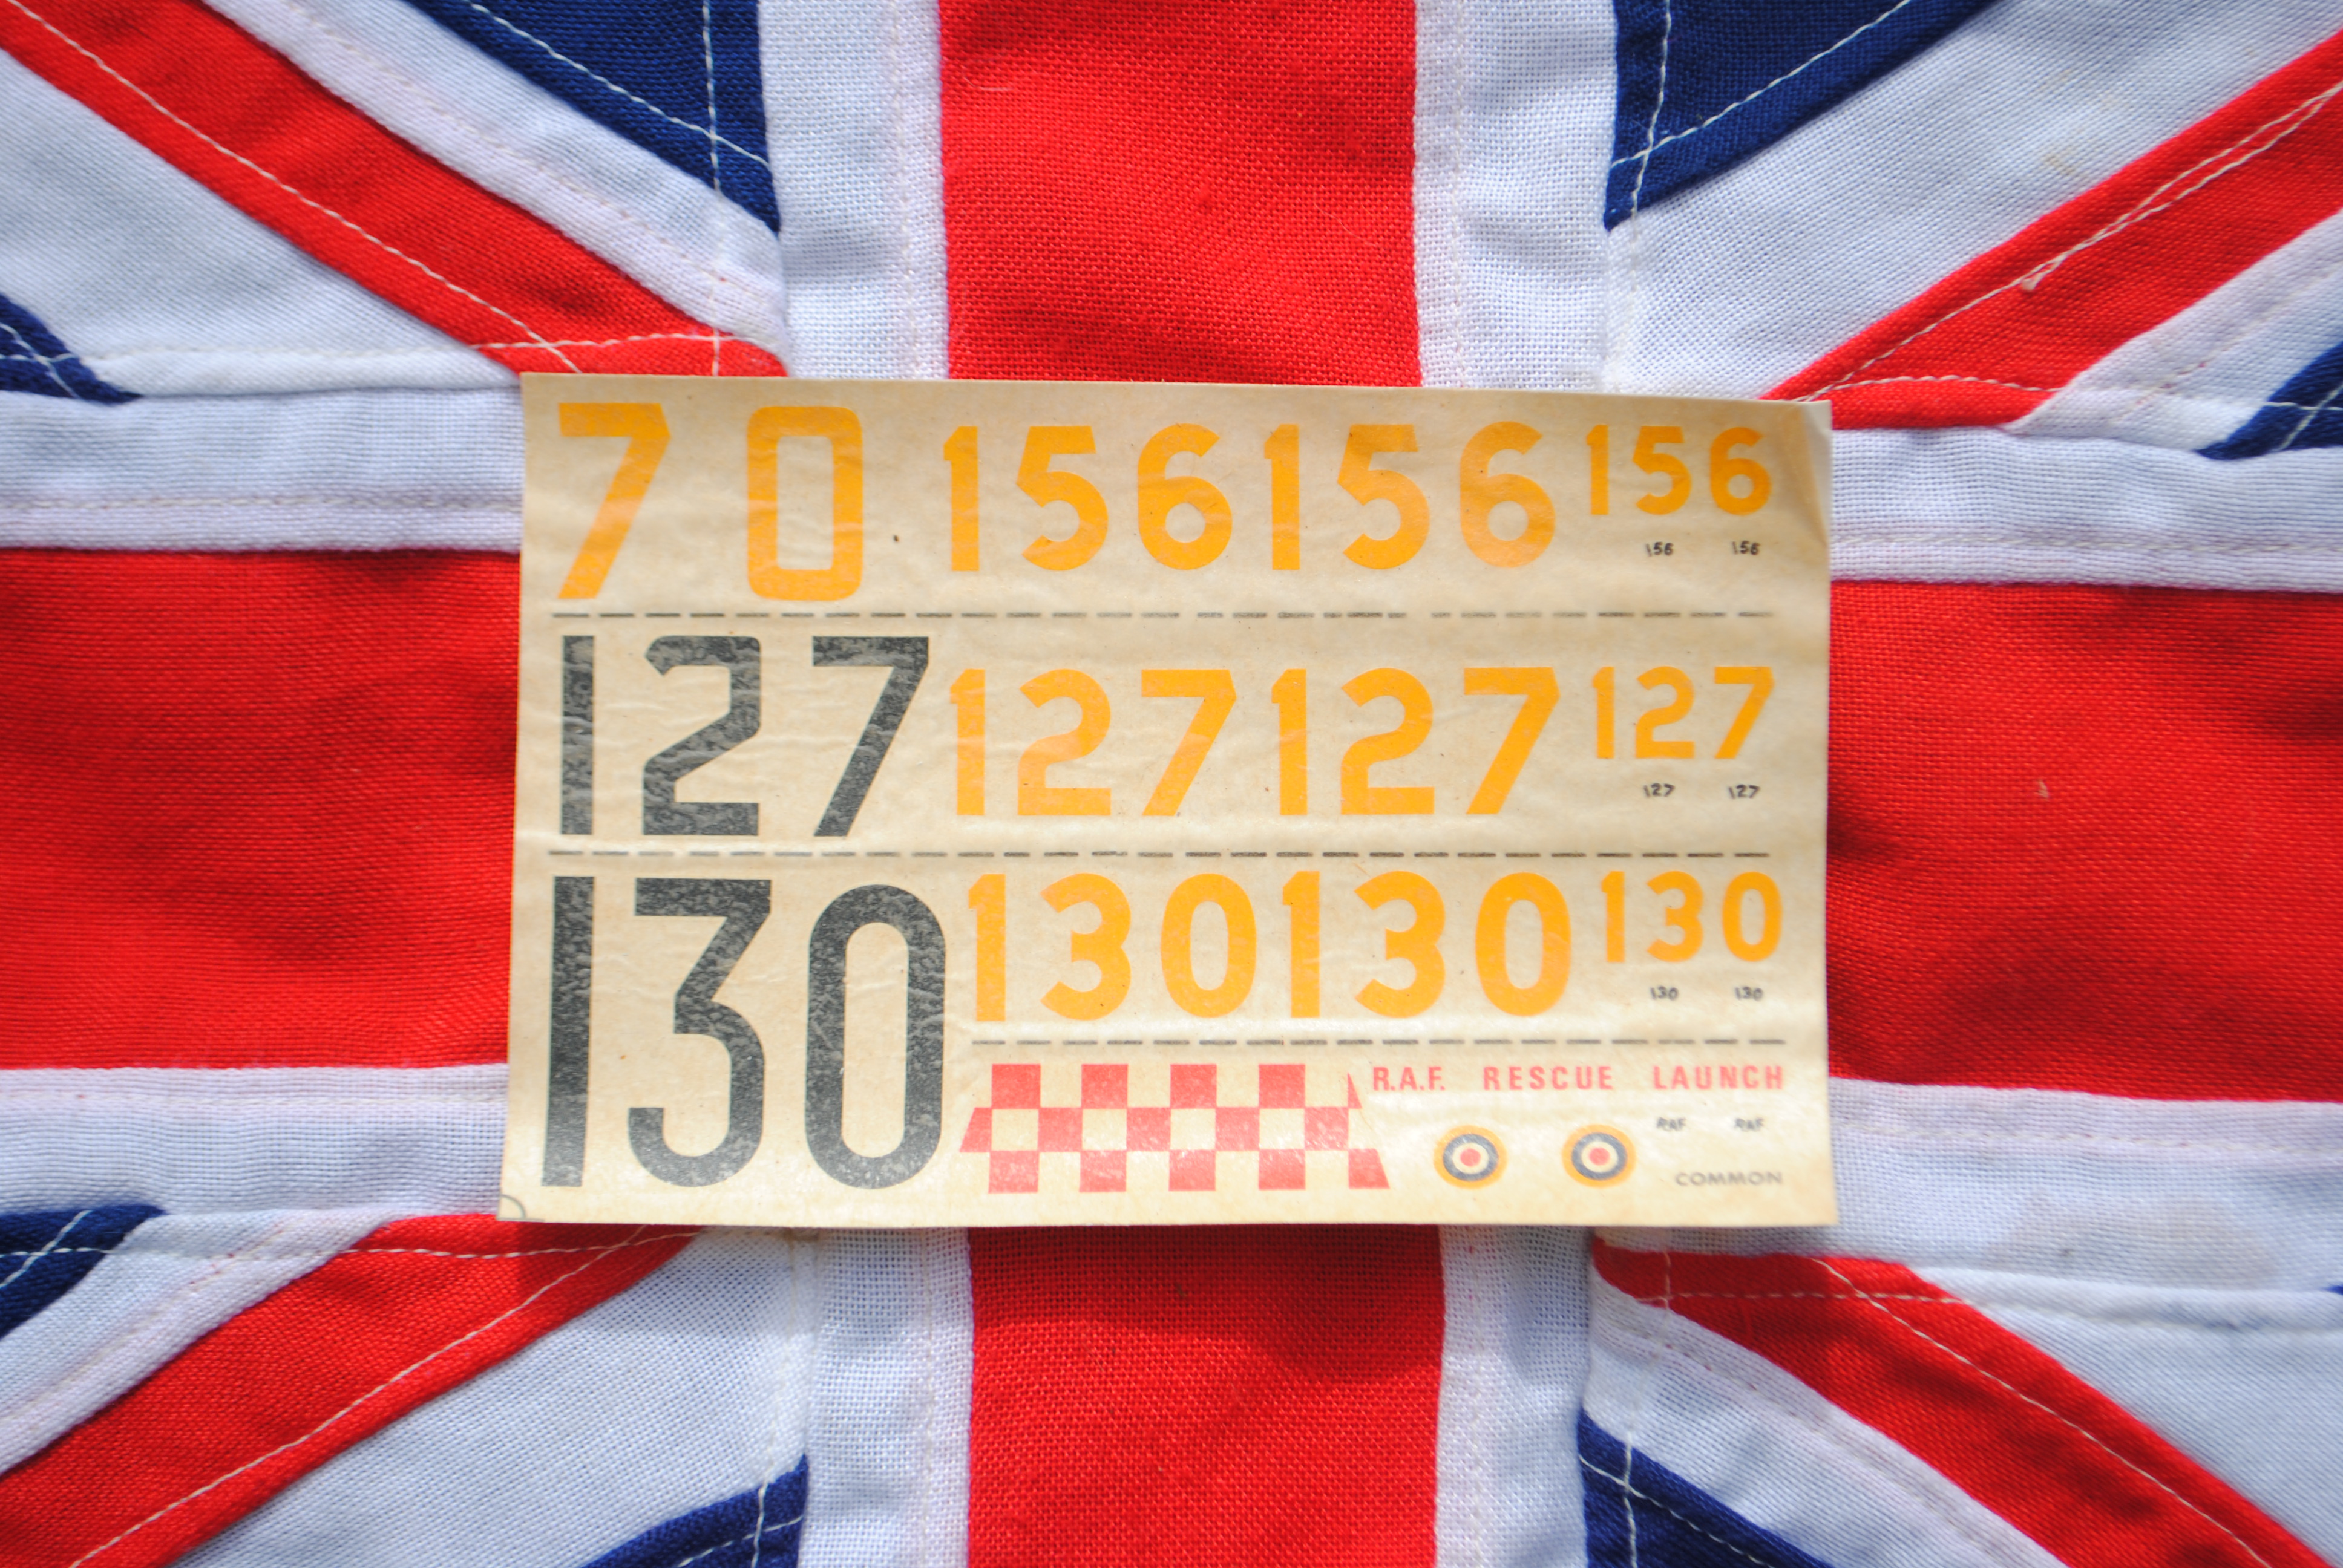 70 156 156 156
156 156
127 127 127 127
127 127
130 130 130 130
130 130
R.A.F. RESCUE LAUNCH
RAF RAF
COMMON